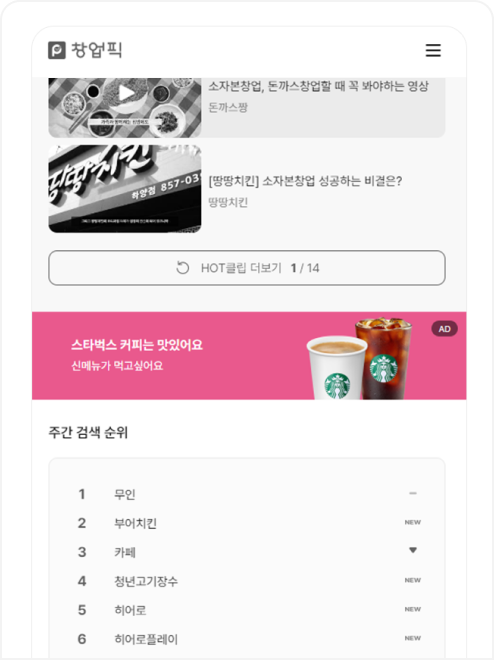 창업픽
소자본창업, 돈까스창업할 때 꼭 봐야하는 영상
돈까스짱
땅땅치킨
하양점 857-03
[땅땅치킨] 소자본창업 성공하는 비결은?
땅땅치킨
HOT클립 더보기 1 / 14
AD
스타벅스 커피는 맛있어요
신메뉴가 먹고싶어요
주간 검색 순위
1 무인 –
2 부어치킨 NEW
3 카페 ▼
4 청년고기장수 NEW
5 히어로 NEW
6 히어로플레이 NEW